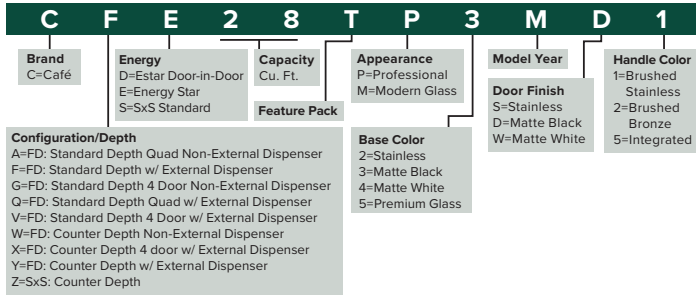 C F E 2 8 T P 3 M D 1
Brand
C=Café
Energy
D=Estar Door-in-Door
E=Energy Star
S=SxS Standard
Capacity
Cu. Ft.
Feature Pack
Appearance
P=Professional
M=Modern Glass
Model Year
Door Finish
S=Stainless
D=Matte Black
W=Matte White
Handle Color
1=Brushed
Stainless
2=Brushed
Bronze
5=Integrated
Configuration/Depth
A=FD: Standard Depth Quad Non-External Dispenser
F=FD: Standard Depth w/ External Dispenser
G=FD: Standard Depth 4 Door Non-External Dispenser
Q=FD: Standard Depth Quad w/ External Dispenser
V=FD: Standard Depth 4 Door w/ External Dispenser
W=FD: Counter Depth Non-External Dispenser
X=FD: Counter Depth 4 door w/ External Dispenser
Y=FD: Counter Depth w/ External Dispenser
Z=SxS: Counter Depth
Base Color
2=Stainless
3=Matte Black
4=Matte White
5=Premium Glass